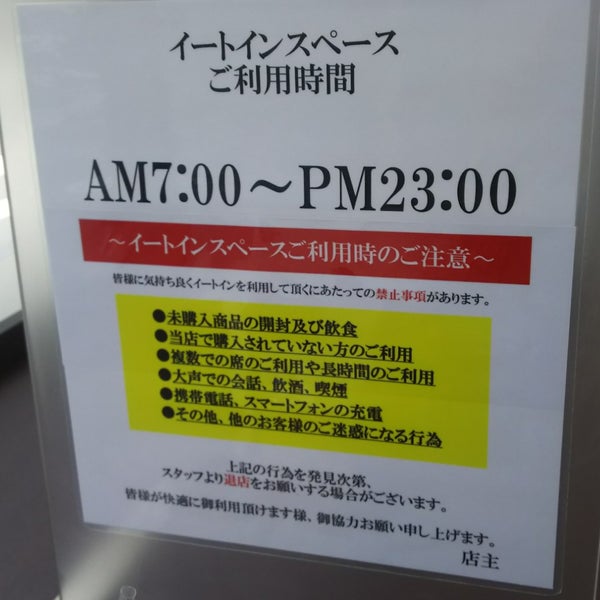 イートインスペース
ご利用時間
AM7:00～PM23:00
～イートインスペースご利用時のご注意～
皆様に気持ち良くイートインを利用して頂くにあたっての禁止事項があります。
●未購入商品の開封及び飲食
●当店で購入されていない方のご利用
●複数での席のご利用や長時間のご利用
●大声での会話、飲酒、喫煙
●携帯電話、スマートフォンの充電
●その他、他のお客様のご迷惑になる行為
上記の行為を発見次第、
スタッフより退店をお願いする場合がございます。
皆様が快適に御利用頂けます様、御協力お願い申し上げます。
店主